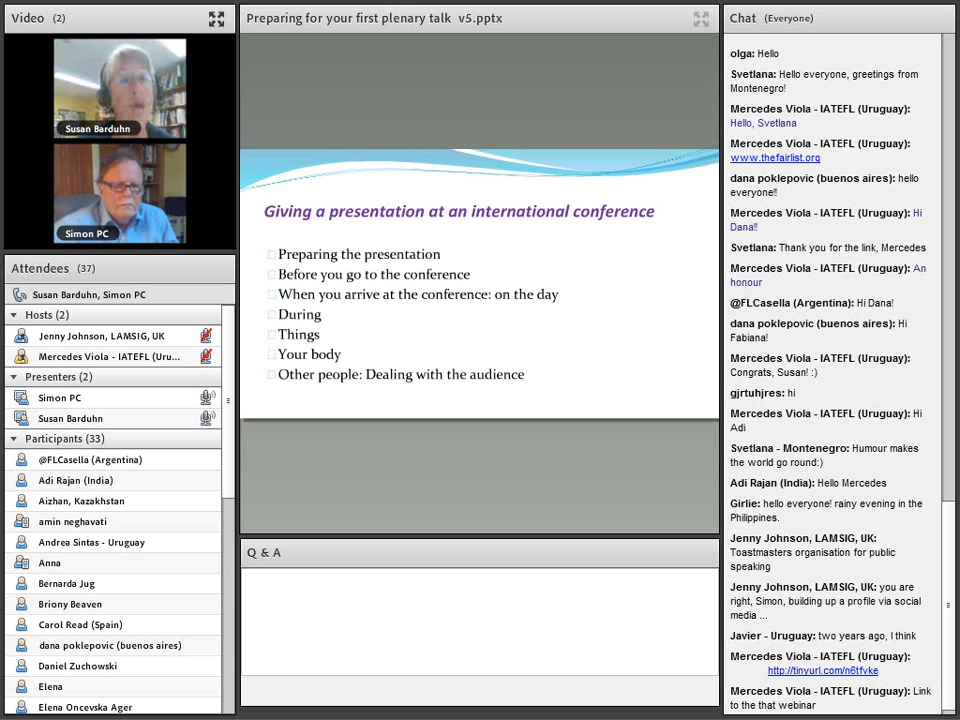 Video (2)
Susan Barduhn
Simon PC
Attendees (37)
Susan Barduhn, Simon PC
Hosts (2)
Jenny Johnson, LAMSIG, UK
Mercedes Viola - IATEFL (Uru...
Presenters (2)
Simon PC
Susan Barduhn
Participants (33)
@FLCasella (Argentina)
Adi Rajan (India)
Aizhan, Kazakhstan
amin neghavati
Andrea Sintas - Uruguay
Anna
Bernarda Jug
Briony Beaven
Carol Read (Spain)
dana poklepovic (buenos aires)
Daniel Zuchowski
Elena
Elena Oncevska Ager
Preparing for your first plenary talk v5.pptx
Giving a presentation at an international conference
Preparing the presentation
Before you go to the conference
When you arrive at the conference: on the day
During
Things
Your body
Other people: Dealing with the audience
Q & A
Chat (Everyone)
olga: Hello
Svetlana: Hello everyone, greetings from
Montenegro!
Mercedes Viola - IATEFL (Uruguay):
Hello, Svetlana
Mercedes Viola - IATEFL (Uruguay):
www.thefairlist.org
dana poklepovic (buenos aires): hello
everyone!!
Mercedes Viola - IATEFL (Uruguay): Hi
Dana!!
Svetlana: Thank you for the link, Mercedes
Mercedes Viola - IATEFL (Uruguay): An
honour
@FLCasella (Argentina): Hi Dana!
dana poklepovic (buenos aires): Hi
Fabiana!
Mercedes Viola - IATEFL (Uruguay):
Congrats, Susan! :)
gjrtuhjres: hi
Mercedes Viola - IATEFL (Uruguay): Hi
Adi
Svetlana - Montenegro: Humour makes
the world go round:)
Adi Rajan (India): Hello Mercedes
Girlie: hello everyone! rainy evening in the
Philippines.
Jenny Johnson, LAMSIG, UK:
Toastmasters organisation for public
speaking
Jenny Johnson, LAMSIG, UK: you are
right, Simon, building up a profile via social
media ...
Javier - Uruguay: two years ago, I think
Mercedes Viola - IATEFL (Uruguay):
http://tinyurl.com/n6tfvke
Mercedes Viola - IATEFL (Uruguay): Link
to the that webinar